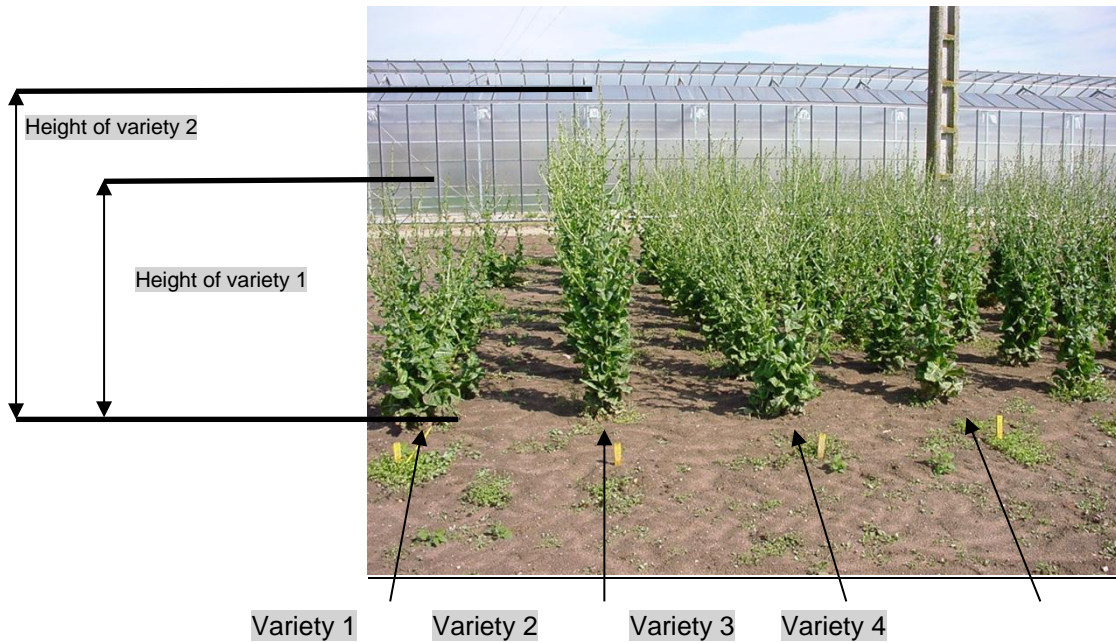 Height of variety 2
Height of variety 1
Variety 1
Variety 2
Variety 3
Variety 4